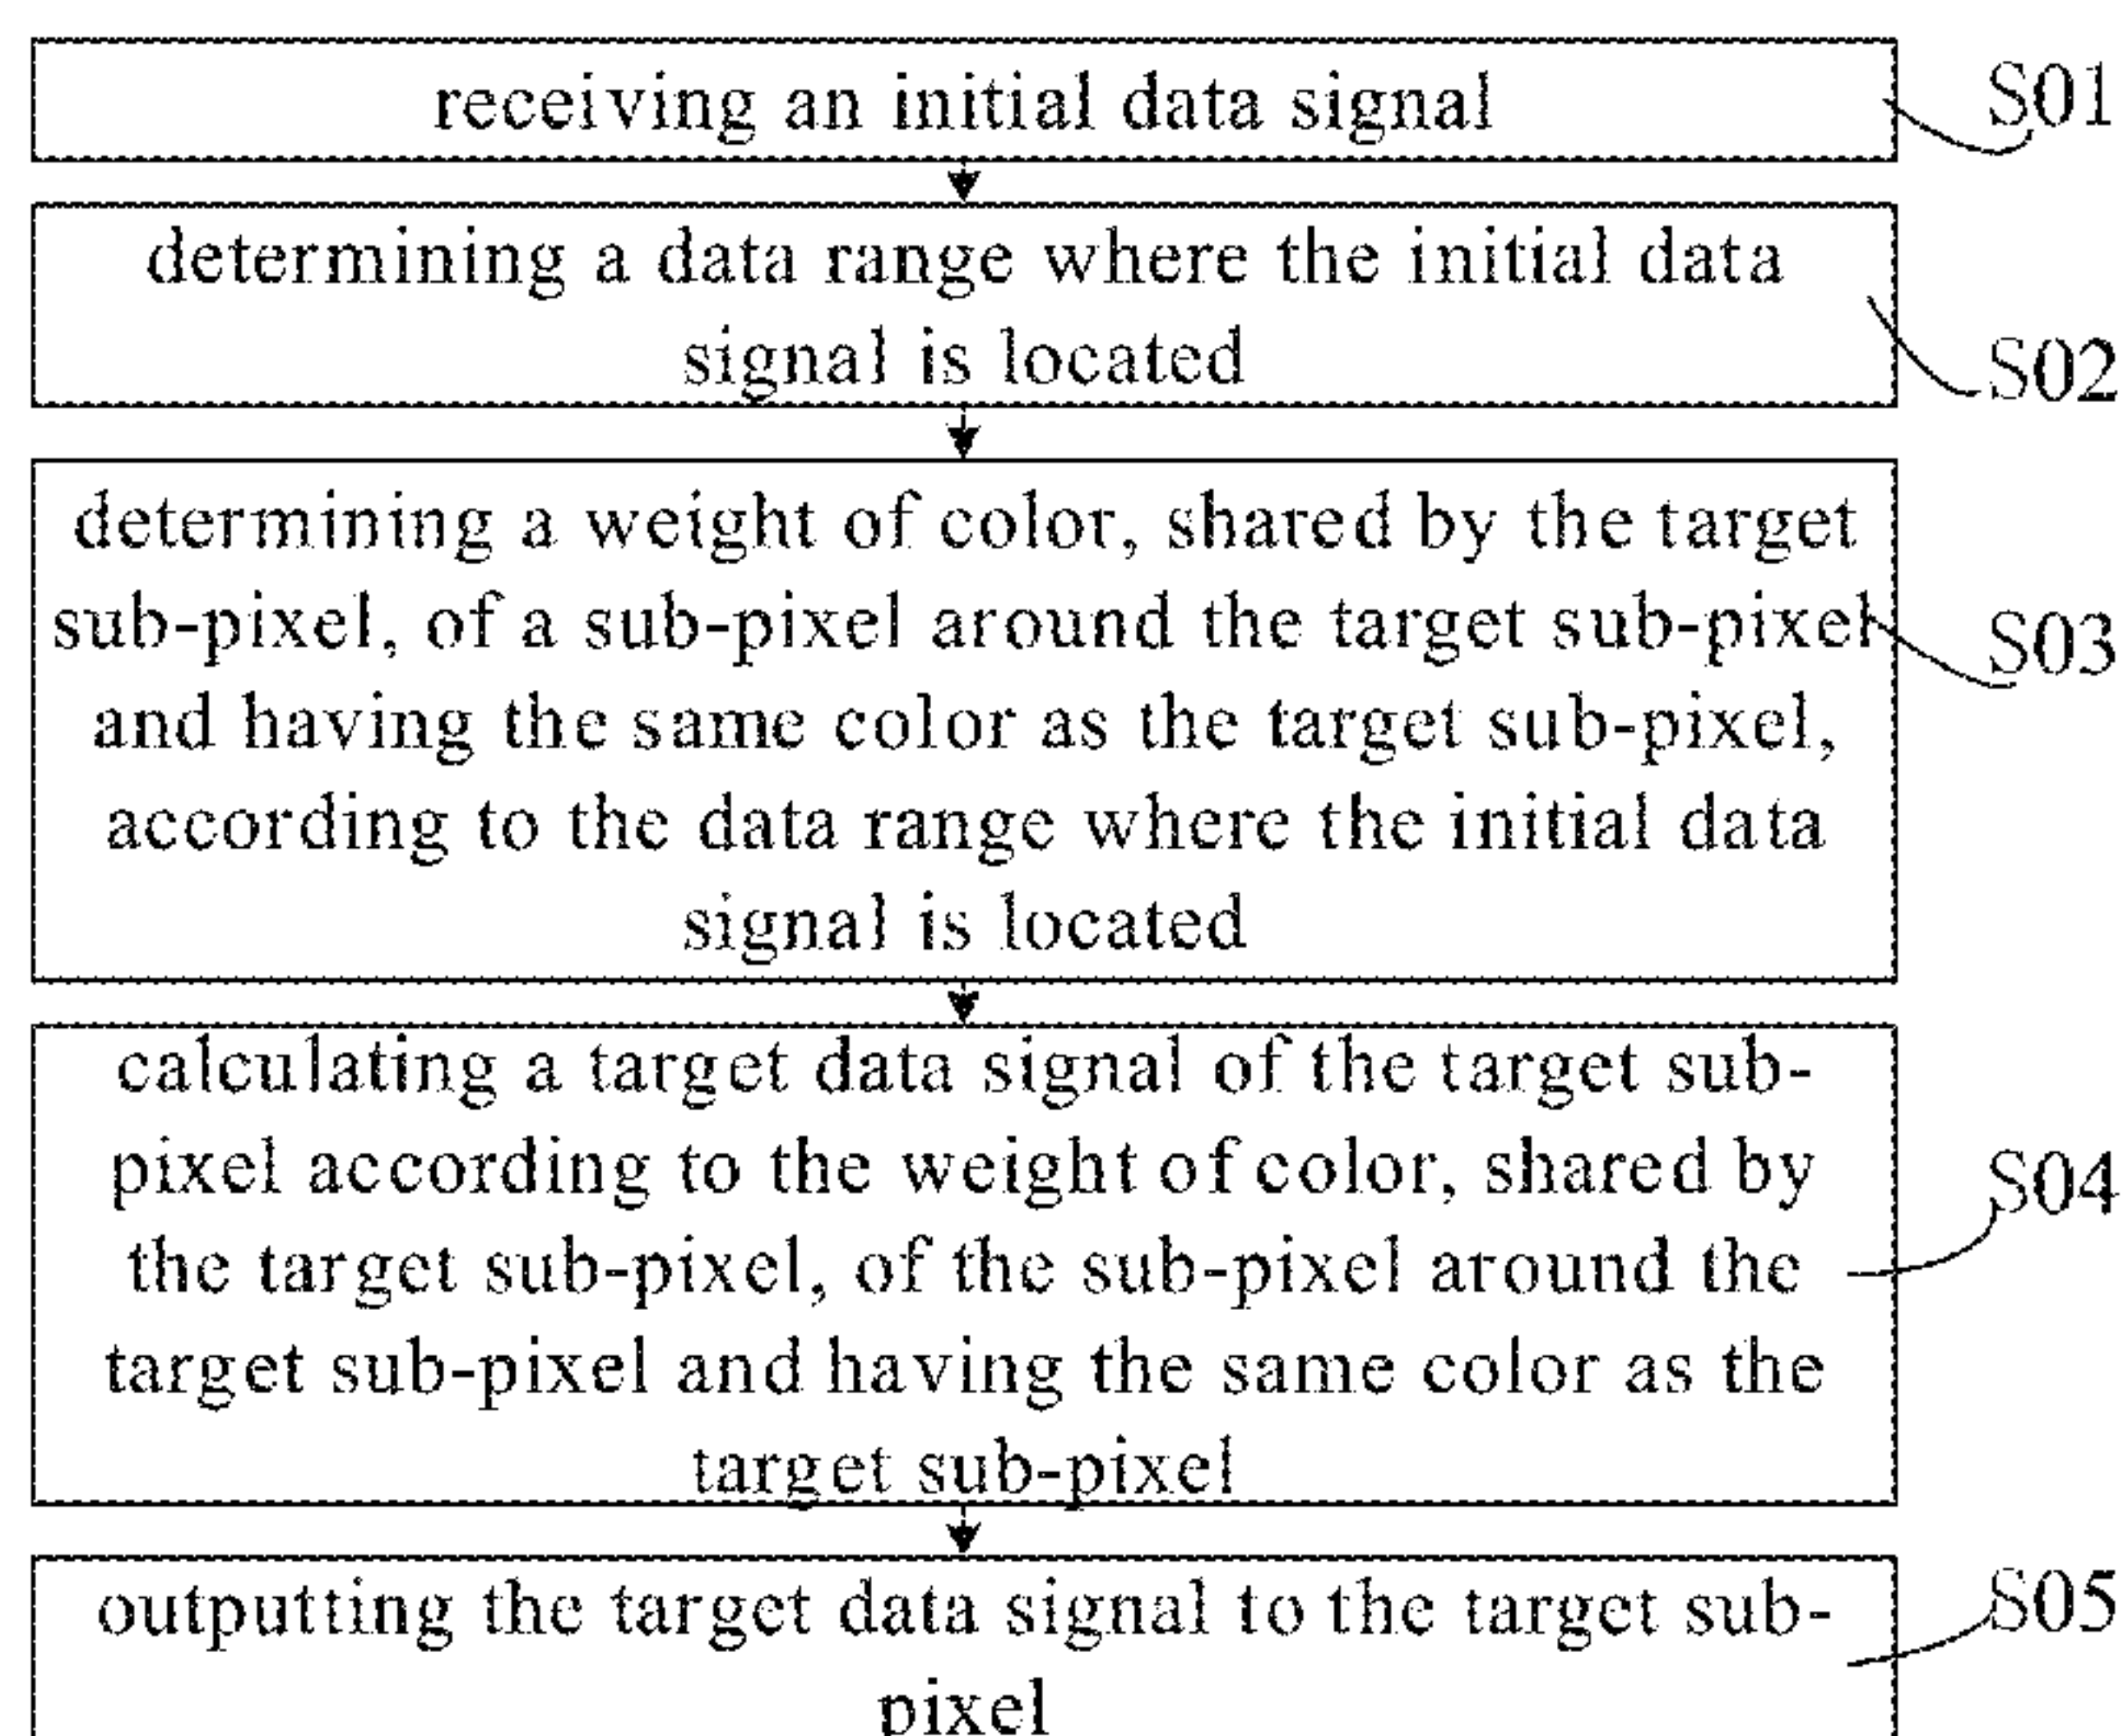 receiving an initial data signal
S01
determining a data range where the initial data
signal is located
S02
determining a weight of color, shared by the target
sub-pixel, of a sub-pixel around the target sub-pixel
S03
and having the same color as the target sub-pixel,
according to the data range where the initial data
signal is located
calculating a target data signal of the target sub-
pixel according to the weight of color, shared by
S04
the target sub-pixel, of the sub-pixel around the
target sub-pixel and having the same color as the
target sub-pixel
outputting the target data signal to the target sub-
S05
pixel